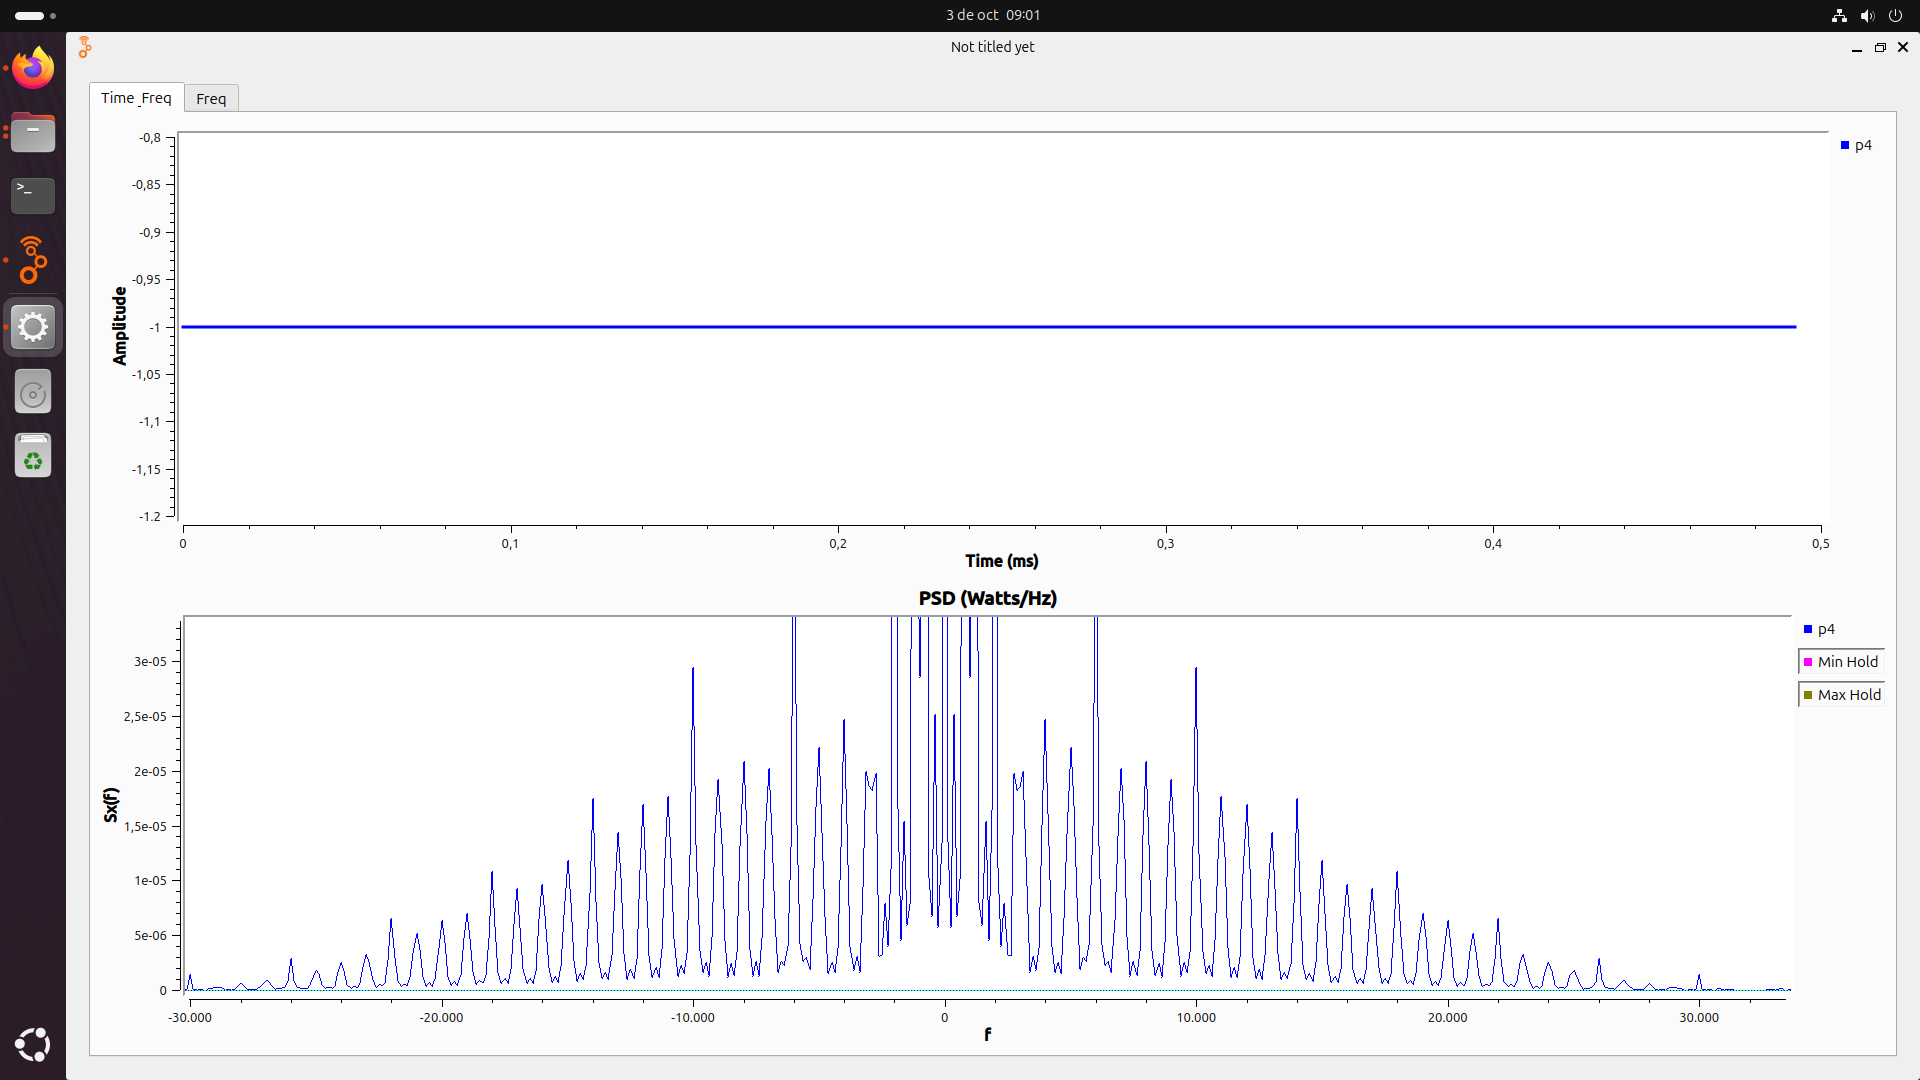 3 de oct 09:01
Not titled yet
Time_Freq
Freq
-0,8
-0,85
-0,9
-0,95
-1
-1,05
-1,1
-1,15
-1.2
Amplitude
p4
0 0,1 0,2 0,3 0,4 0,5
Time (ms)
PSD (Watts/Hz)
3e-05
2,5e-05
2e-05
1,5e-05
1e-05
5e-06
0
Sx(f)
p4
Min Hold
Max Hold
-30.000 -20.000 -10.000 0 10.000 20.000 30.000
f